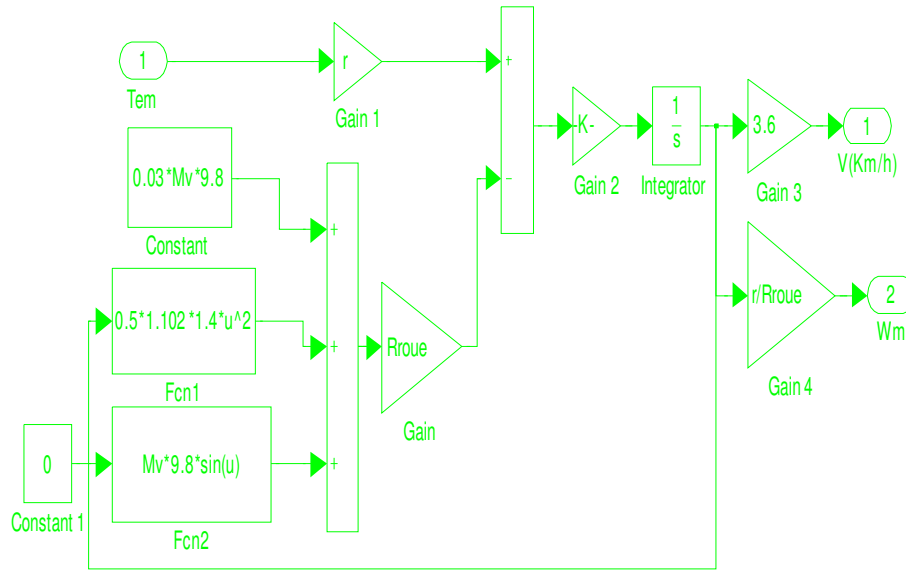 1
Tem
r
Gain 1
+
−
-K-
Gain 2
1
s
Integrator
3.6
Gain 3
1
V(Km/h)
0.03*Mv*9.8
Constant
+
0.5*1.102*1.4*u^2
Fcn1
+
Rroue
Gain
r/Rroue
Gain 4
2
Wm
0
Constant 1
Mv*9.8*sin(u)
Fcn2
+